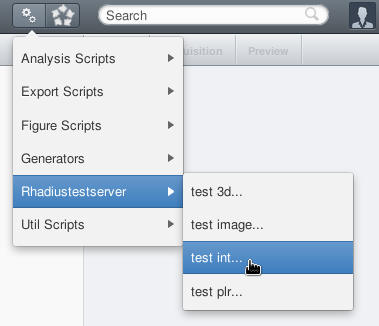 Search
uisition
Preview
Analysis Scripts
Export Scripts
Figure Scripts
Generators
Rhadiustestserver
Util Scripts
test 3d...
test image...
test int...
test plr...